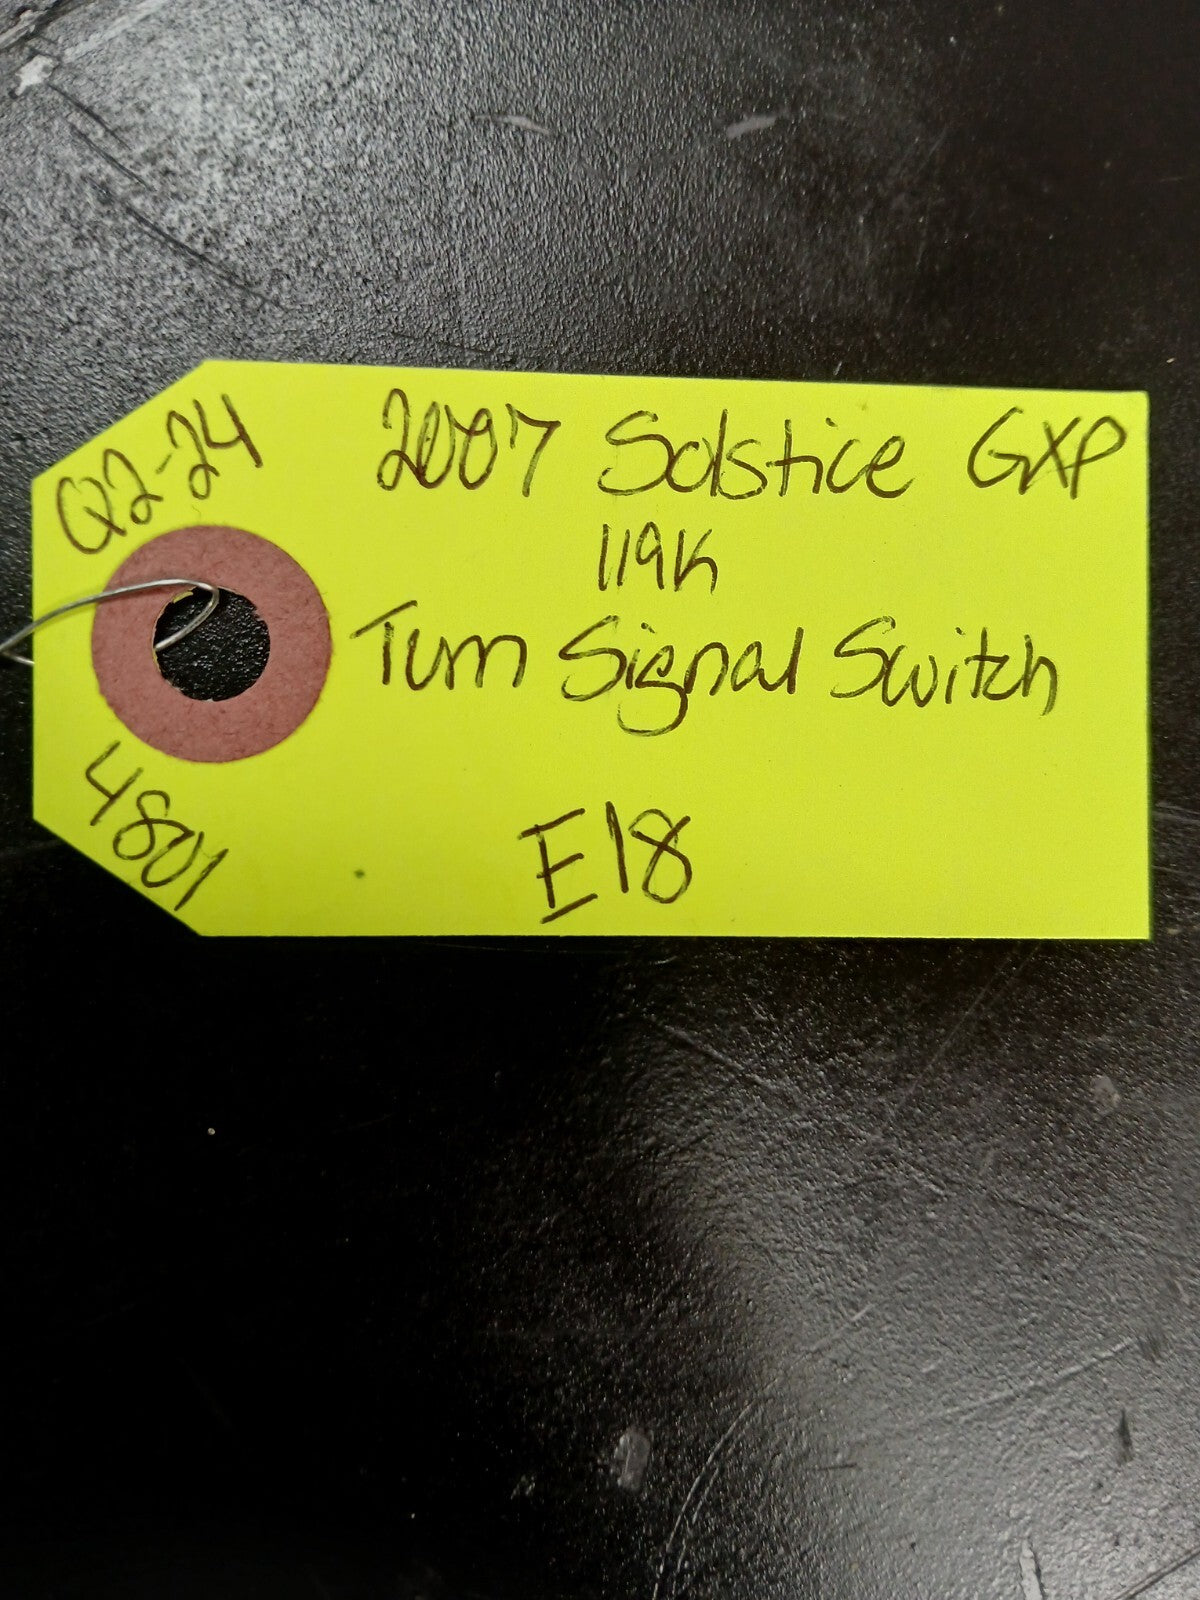 Q2-24
2007 Solstice GXP
119K
Turn Signal Switch
4801
E18